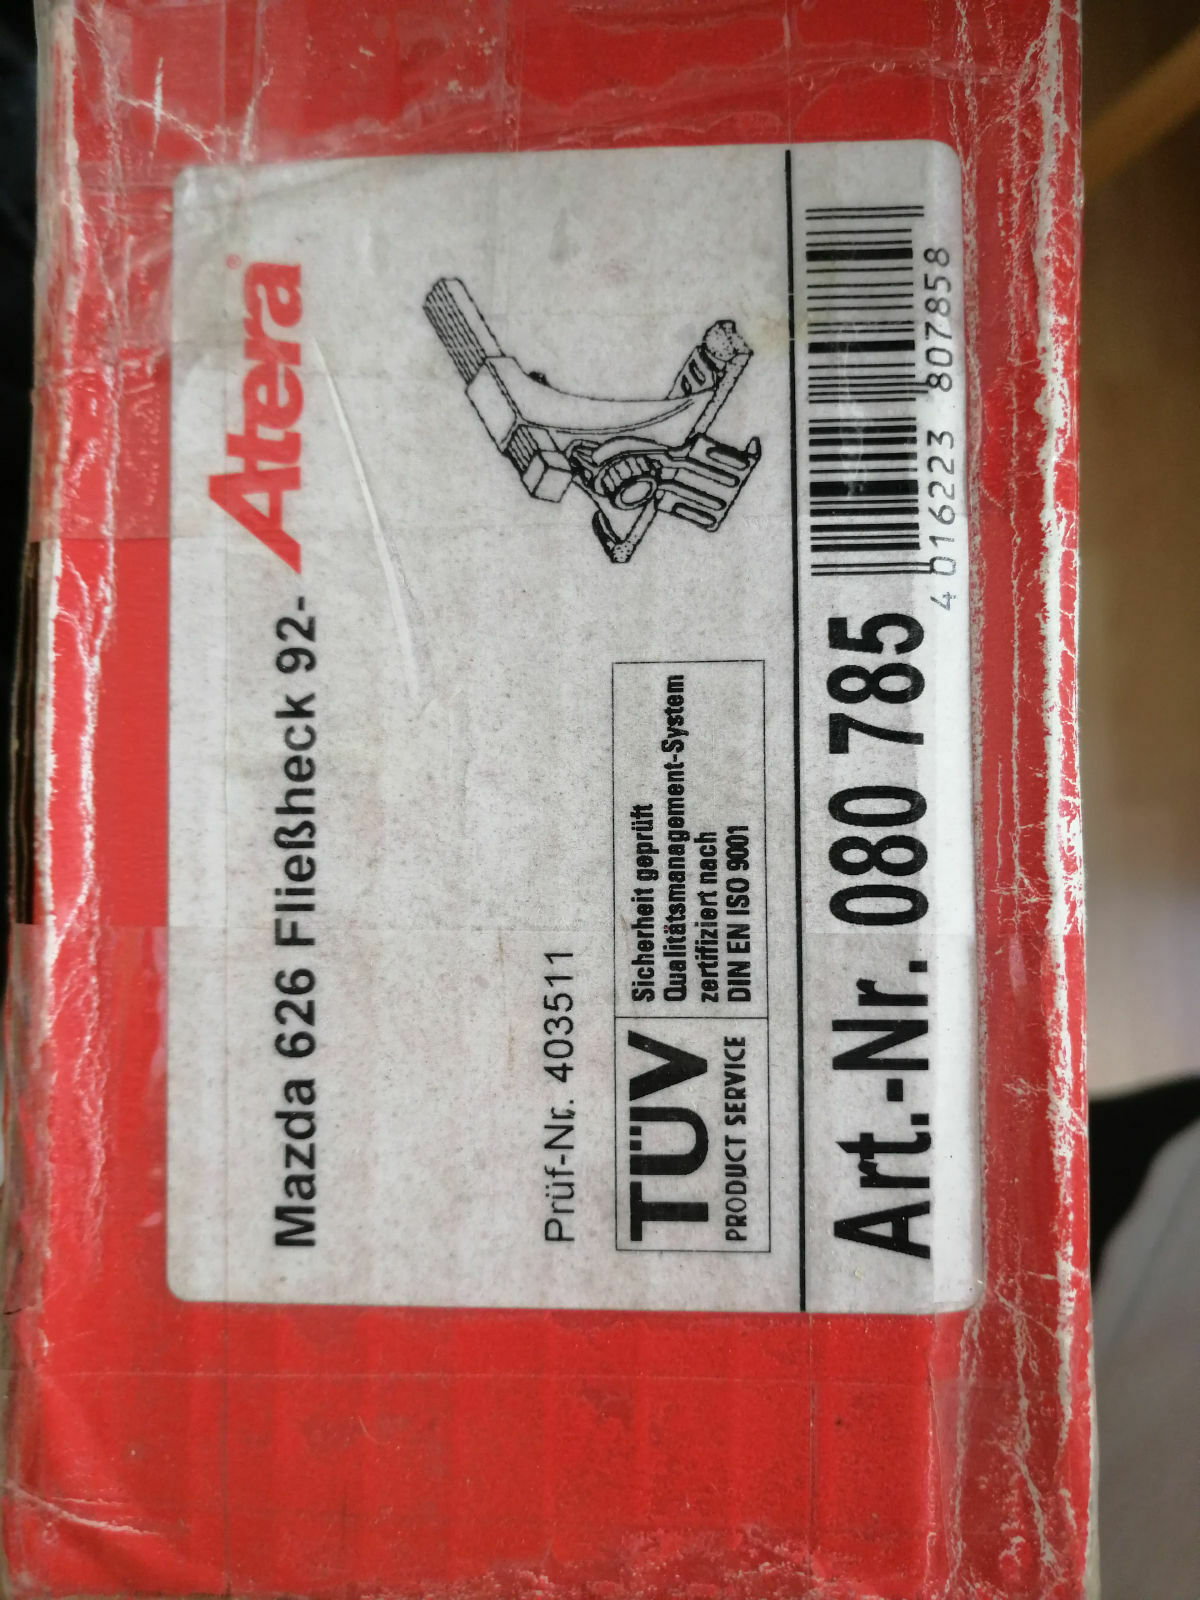 Atera®
Mazda 626 Fließheck 92-
Prüf-Nr. 403511
TÜV
PRODUCT SERVICE
Sicherheit geprüft
Qualitätsmanagement-System
zertifiziert nach
DIN EN ISO 9001
Art.-Nr. 080 785
4 016223 807858